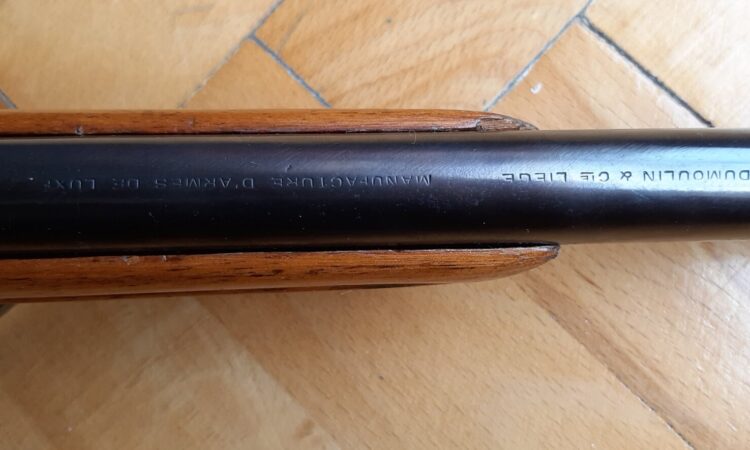 DUMOULIN & CIE LIEGE MANUFACTURE D'ARMES DE LUXE